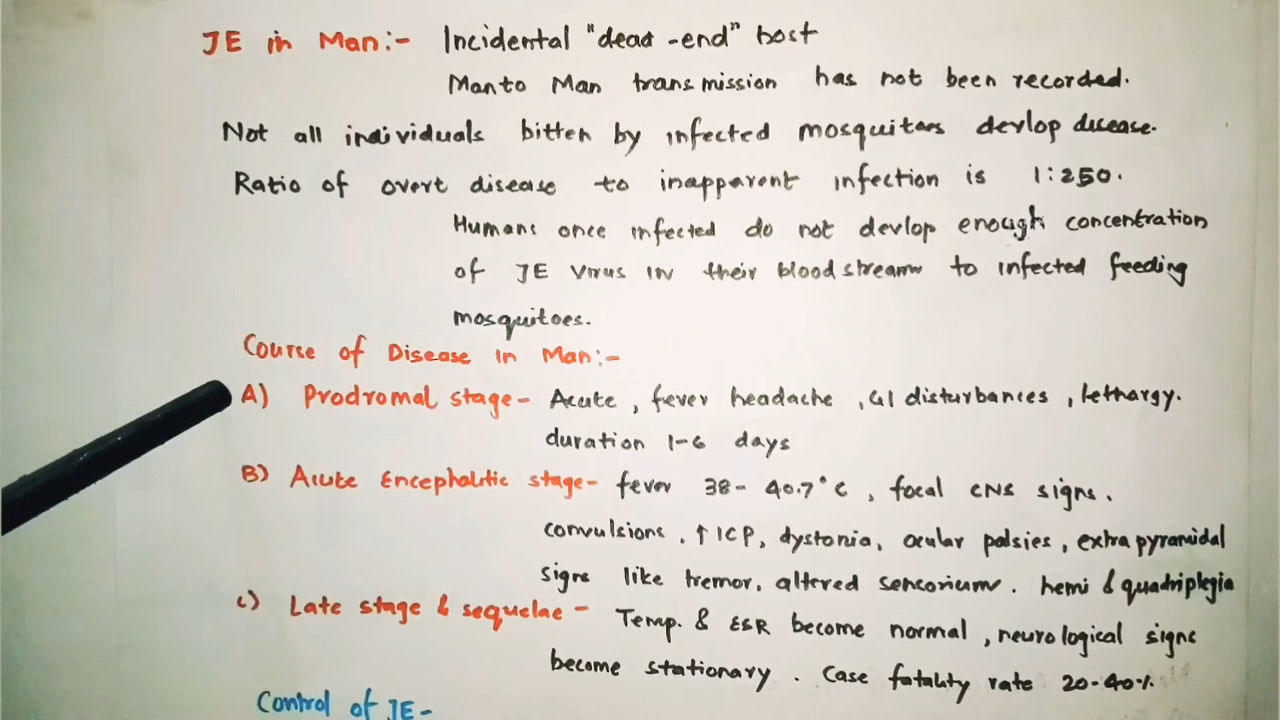 JE in Man:- Incidental "dead-end" host
Man to Man transmission has not been recorded.
Not all individuals bitten by infected mosquitoes devlop disease.
Ratio of overt disease to inapparent infection is 1:250.
Humans once infected do not devlop enough concentration
of JE Virus in their bloodstream to infected feeding
mosquitoes.
Course of Disease in Man:-
A) Prodromal stage- Acute, fever headache, GI disturbances, lethargy.
duration 1-6 days
B) Acute Encephalitic stage- fever 38-40.7°C, focal CNS signs.
convulsions, ↑ICP, dystonia, ocular palsies, extrapyramidal
signs like tremor, altered sensorium. hemi & quadriplegia
C) Late stage & sequelae- Temp. & ESR become normal, neurological signs
become stationary. Case fatality rate 20-40%
Control of JE-